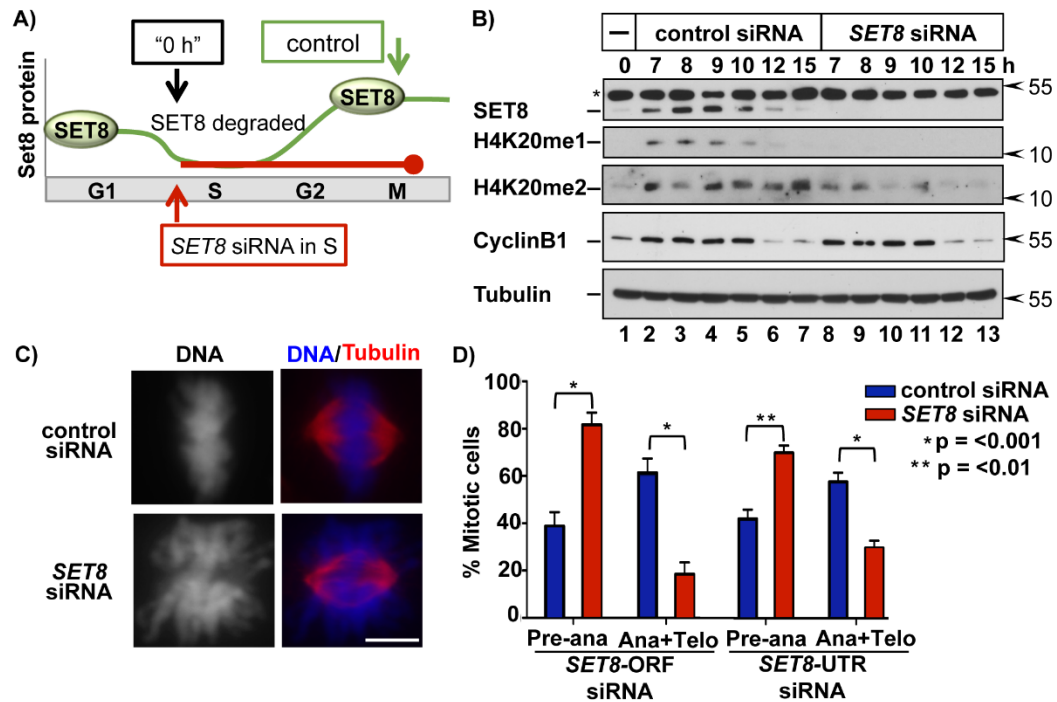 A)
"0 h"
control
Set8 protein
SET8
SET8 degraded
SET8
G1 S G2 M
SET8 siRNA in S
B)
– control siRNA SET8 siRNA
0 7 8 9 10 12 15 7 8 9 10 12 15 h
*
55
SET8
H4K20me1
10
H4K20me2
10
CyclinB1
55
Tubulin
55
1 2 3 4 5 6 7 8 9 10 11 12 13
C)
DNA DNA/Tubulin
control
siRNA
SET8
siRNA
D)
% Mitotic cells
100
80
60
40
20
0
* * ** *
control siRNA
SET8 siRNA
* p = <0.001
** p = <0.01
Pre-ana Ana+Telo Pre-ana Ana+Telo
SET8-ORF
siRNA
SET8-UTR
siRNA